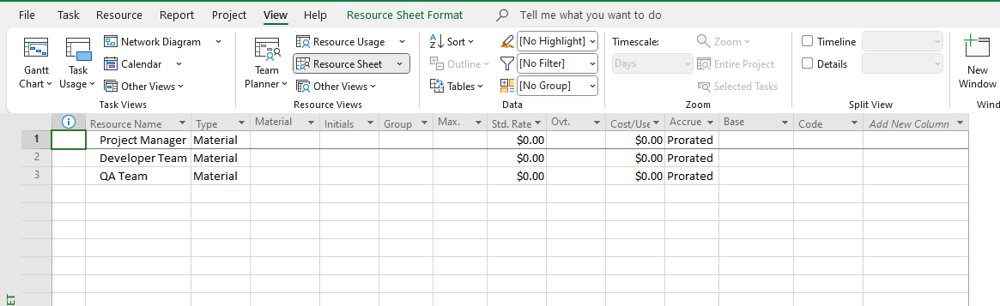 File Task Resource Report Project View Help Resource Sheet Format Tell me what you want to do
Network Diagram Resource Usage Sort [No Highlight] Timescale: Zoom Timeline
Gantt Chart Task Usage Calendar Team Planner Resource Sheet Outline [No Filter] Days Entire Project Details New Window
Other Views Other Views Tables [No Group] Selected Tasks
Task Views Resource Views Data Zoom Split View Wind
Resource Name Type Material Initials Group Max. Std. Rate Ovt. Cost/Use Accrue Base Code Add New Column
1 Project Manager Material $0.00 $0.00 Prorated
2 Developer Team Material $0.00 $0.00 Prorated
3 QA Team Material $0.00 $0.00 Prorated
ET